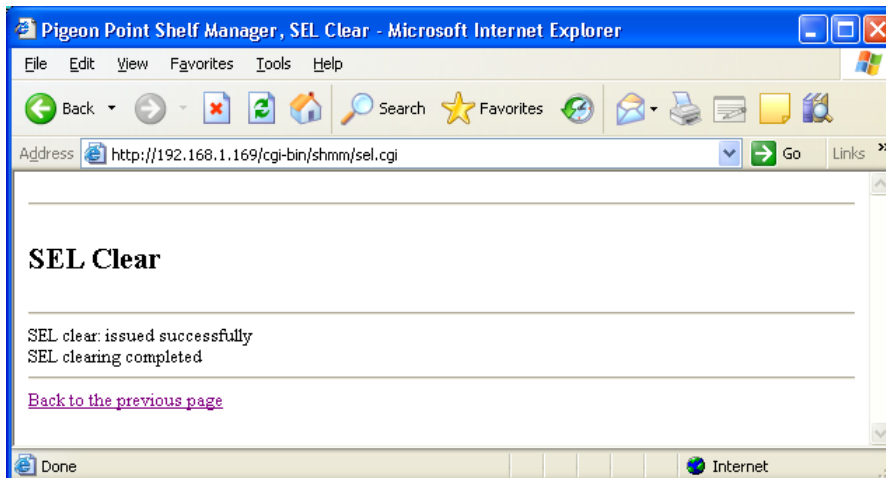 Pigeon Point Shelf Manager, SEL Clear - Microsoft Internet Explorer
File Edit View Favorites Tools Help
Back Search Favorites
Address http://192.168.1.169/cgi-bin/shmm/sel.cgi Go Links »
SEL Clear
SEL clear: issued successfully
SEL clearing completed
Back to the previous page
Done Internet